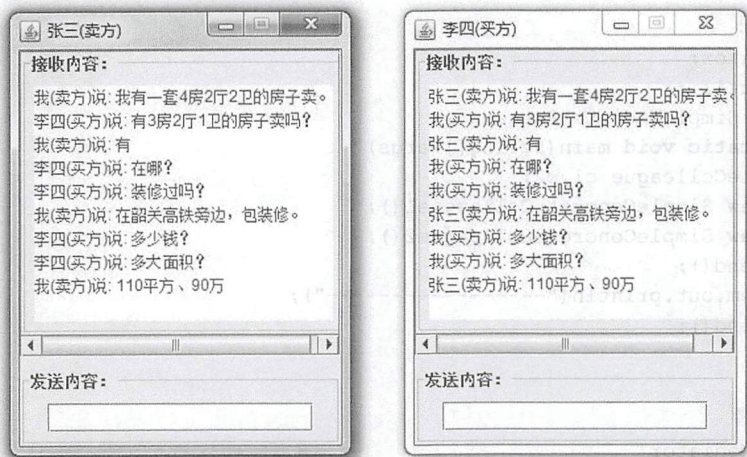 张三(卖方)
接收内容：
我(卖方)说: 我有一套4房2厅2卫的房子卖。
李四(买方)说: 有3房2厅1卫的房子卖吗？
我(卖方)说: 有
李四(买方)说: 在哪？
李四(买方)说: 装修过吗？
我(卖方)说: 在韶关高铁旁边，包装修。
李四(买方)说: 多少钱？
李四(买方)说: 多大面积？
我(卖方)说: 110平方、90万
发送内容：
李四(买方)
接收内容：
张三(卖方)说: 我有一套4房2厅2卫的房子卖
我(买方)说: 有3房2厅1卫的房子卖吗？
张三(卖方)说: 有
我(买方)说: 在哪？
我(买方)说: 装修过吗？
张三(卖方)说: 在韶关高铁旁边，包装修。
我(买方)说: 多少钱？
我(买方)说: 多大面积？
张三(卖方)说: 110平方、90万
发送内容：